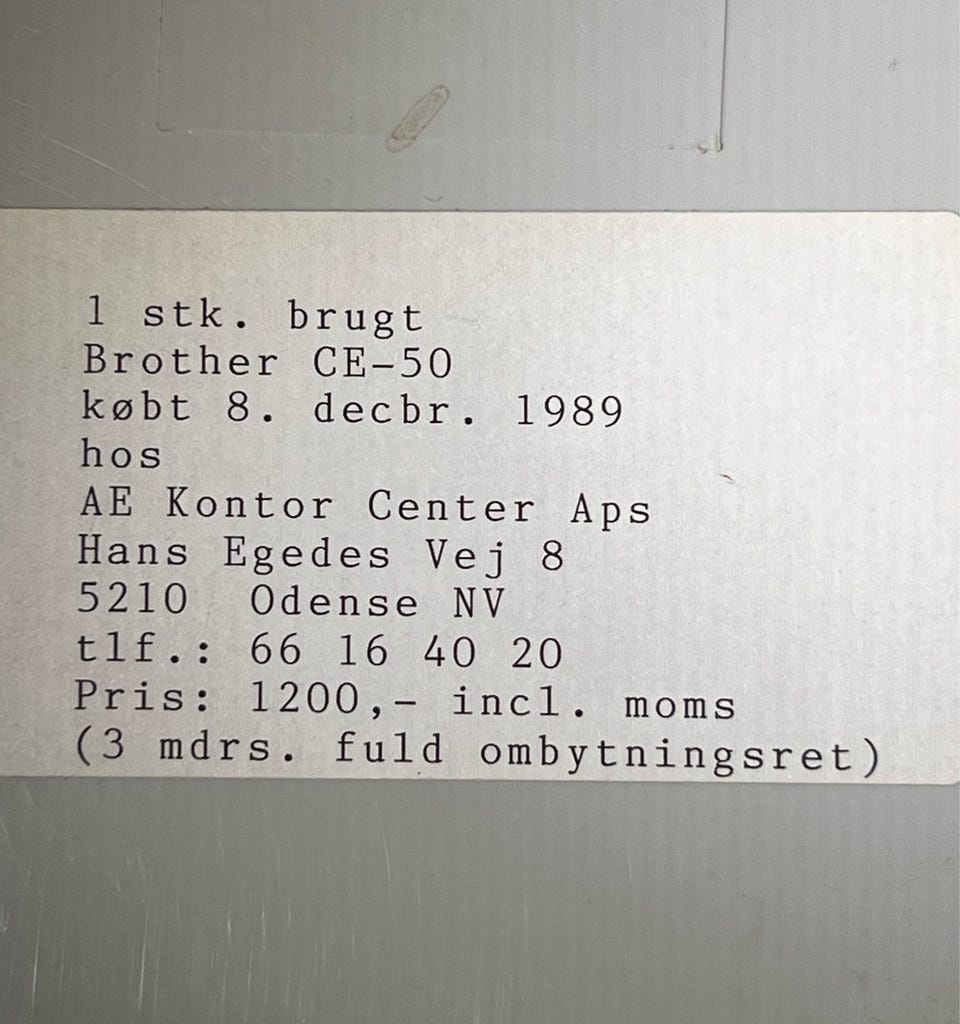 1 stk. brugt
Brother CE-50
købt 8. decbr. 1989
hos
AE Kontor Center Aps
Hans Egedes Vej 8
5210  Odense NV
tlf.: 66 16 40 20
Pris: 1200,- incl. moms
(3 mdrs. fuld ombytningsret)